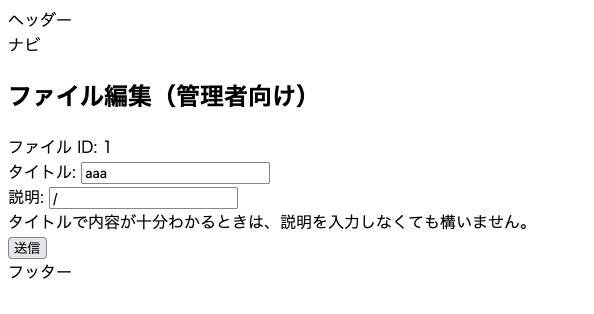 ヘッダー
ナビ
ファイル編集（管理者向け）
ファイル ID: 1
タイトル: aaa
説明: /
タイトルで内容が十分わかるときは、説明を入力しなくても構いません。
送信
フッター